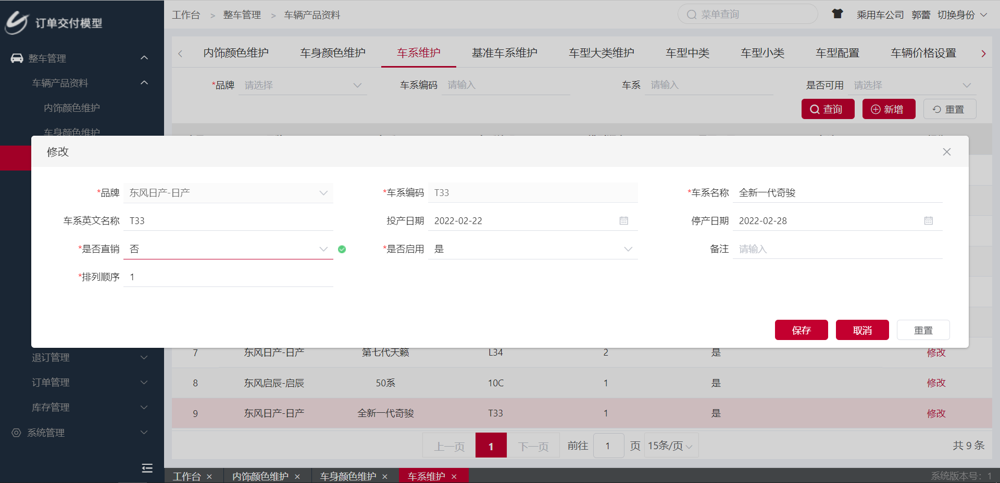 订单交付模型
工作台 > 整车管理 > 车辆产品资料
菜单查询
乘用车公司 郭蕾 切换身份
整车管理
车辆产品资料
内饰颜色维护
车身颜色维护
内饰颜色维护 车身颜色维护 车系维护 基准车系维护 车型大类维护 车型中类 车型小类 车型配置 车辆价格设置
*品牌 请选择 车系编码 请输入 车系 请输入 是否可用 请选择
查询 新增 重置
修改
*品牌 东风日产-日产 *车系编码 T33 *车系名称 全新一代奇骏
车系英文名称 T33 投产日期 2022-02-22 停产日期 2022-02-28
*是否直销 否 *是否启用 是 备注 请输入
*排列顺序 1
保存 取消 重置
退订管理
订单管理
库存管理
系统管理
7 东风日产-日产 第七代天籁 L34 2 是 修改
8 东风启辰-启辰 50系 10C 1 是 修改
9 东风日产-日产 全新一代奇骏 T33 1 是 修改
上一页 1 下一页 前往 1 页 15条/页 共 9 条
工作台 × 内饰颜色维护 × 车身颜色维护 × 车系维护 ×
系统版本号：1